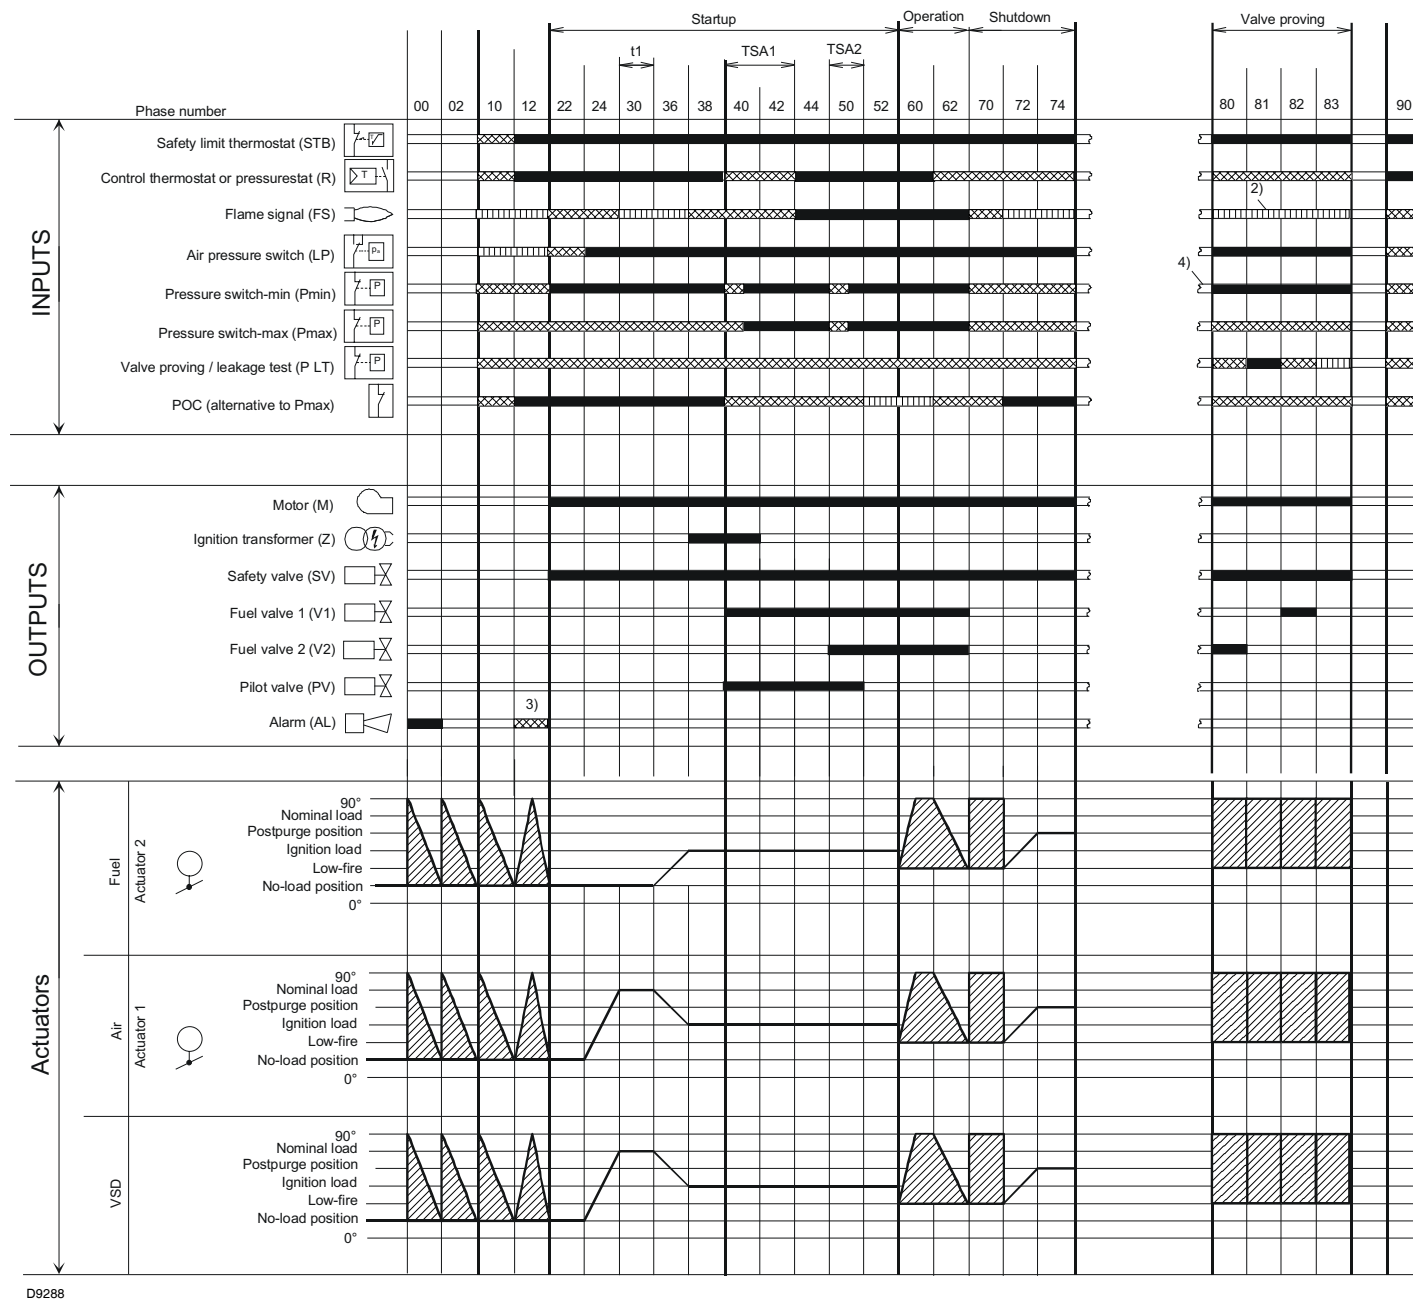 Startup Operation Shutdown Valve proving
t1 TSA1 TSA2
Phase number 00 02 10 12 22 24 30 36 38 40 42 44 50 52 60 62 70 72 74 80 81 82 83 90
INPUTS
Safety limit thermostat (STB)
Control thermostat or pressurestat (R) T
2)
Flame signal (FS)
Air pressure switch (LP)
4)
Pressure switch-min (Pmin) P
Pressure switch-max (Pmax) P
Valve proving / leakage test (P LT) P
POC (alternative to Pmax)
OUTPUTS
Motor (M)
Ignition transformer (Z)
Safety valve (SV)
Fuel valve 1 (V1)
Fuel valve 2 (V2)
Pilot valve (PV)
3)
Alarm (AL)
Actuators
Fuel
Actuator 2
90°
Nominal load
Postpurge position
Ignition load
Low-fire
No-load position
0°
Air
Actuator 1
90°
Nominal load
Postpurge position
Ignition load
Low-fire
No-load position
0°
VSD
90°
Nominal load
Postpurge position
Ignition load
Low-fire
No-load position
0°
D9288